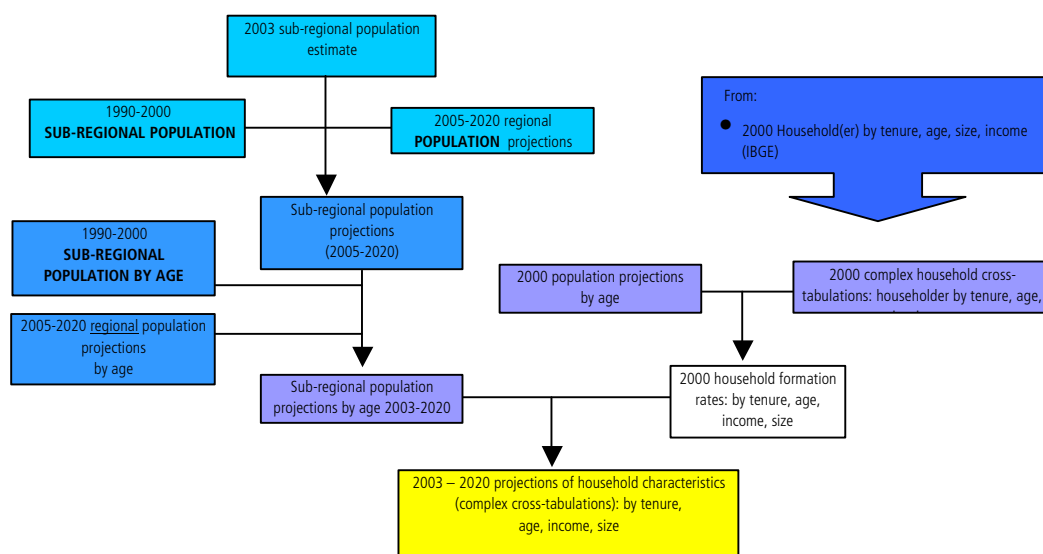 2003 sub-regional population
estimate
1990-2000
SUB-REGIONAL POPULATION
2005-2020 regional
POPULATION projections
From:
● 2000 Household(er) by tenure, age, size, income
(IBGE)
Sub-regional population
projections
(2005-2020)
1990-2000
SUB-REGIONAL
POPULATION BY AGE
2000 population projections
by age
2000 complex household cross-
tabulations: householder by tenure, age,
2005-2020 regional population
projections
by age
Sub-regional population
projections by age 2003-2020
2000 household formation
rates: by tenure, age,
income, size
2003 – 2020 projections of household characteristics
(complex cross-tabulations): by tenure,
age, income, size